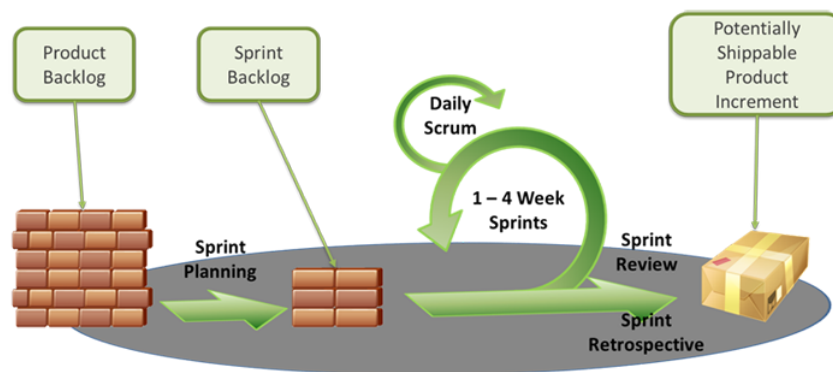 Product
Backlog
Sprint
Backlog
Potentially
Shippable
Product
Increment
Daily
Scrum
1 – 4 Week
Sprints
Sprint
Planning
Sprint
Review
Sprint
Retrospective